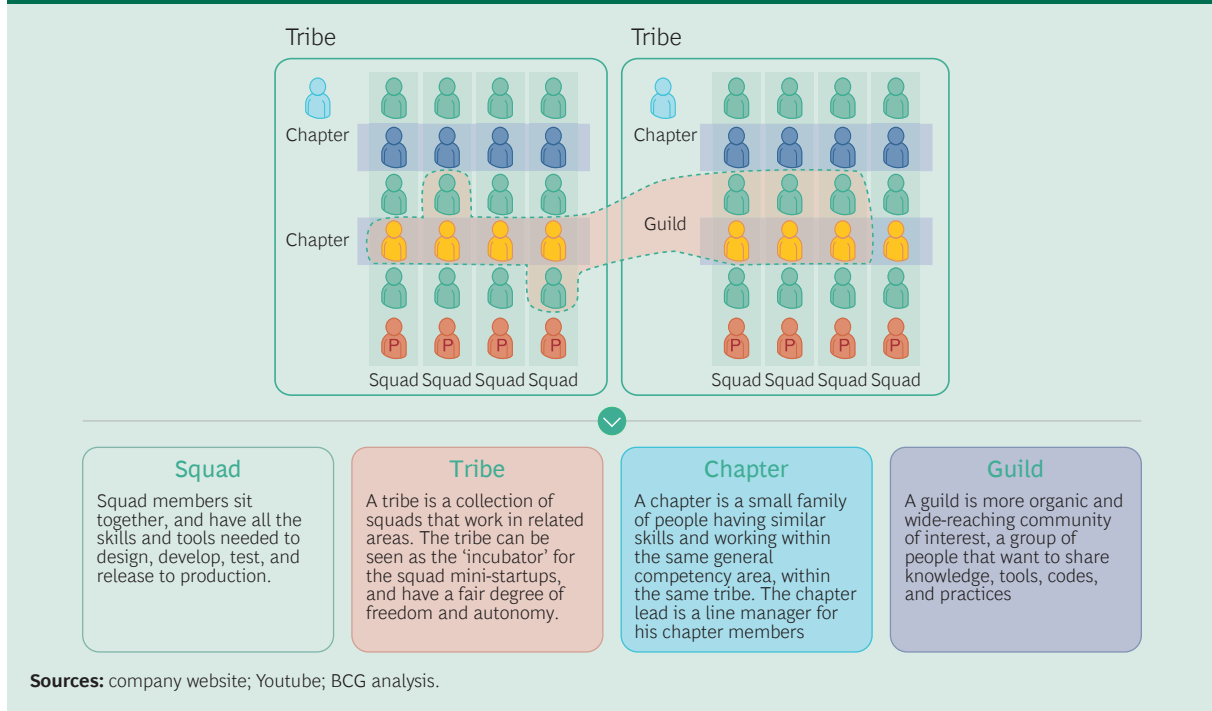 Tribe
Tribe
Chapter
Chapter
Chapter
Guild
P P P P
P P P P
Squad Squad Squad Squad
Squad Squad Squad Squad
Squad
Squad members sit
together, and have all the
skills and tools needed to
design, develop, test, and
release to production.
Tribe
A tribe is a collection of
squads that work in related
areas. The tribe can be
seen as the ‘incubator’ for
the squad mini-startups,
and have a fair degree of
freedom and autonomy.
Chapter
A chapter is a small family
of people having similar
skills and working within
the same general
competency area, within
the same tribe. The chapter
lead is a line manager for
his chapter members
Guild
A guild is more organic and
wide-reaching community
of interest, a group of
people that want to share
knowledge, tools, codes,
and practices
Sources: company website; Youtube; BCG analysis.